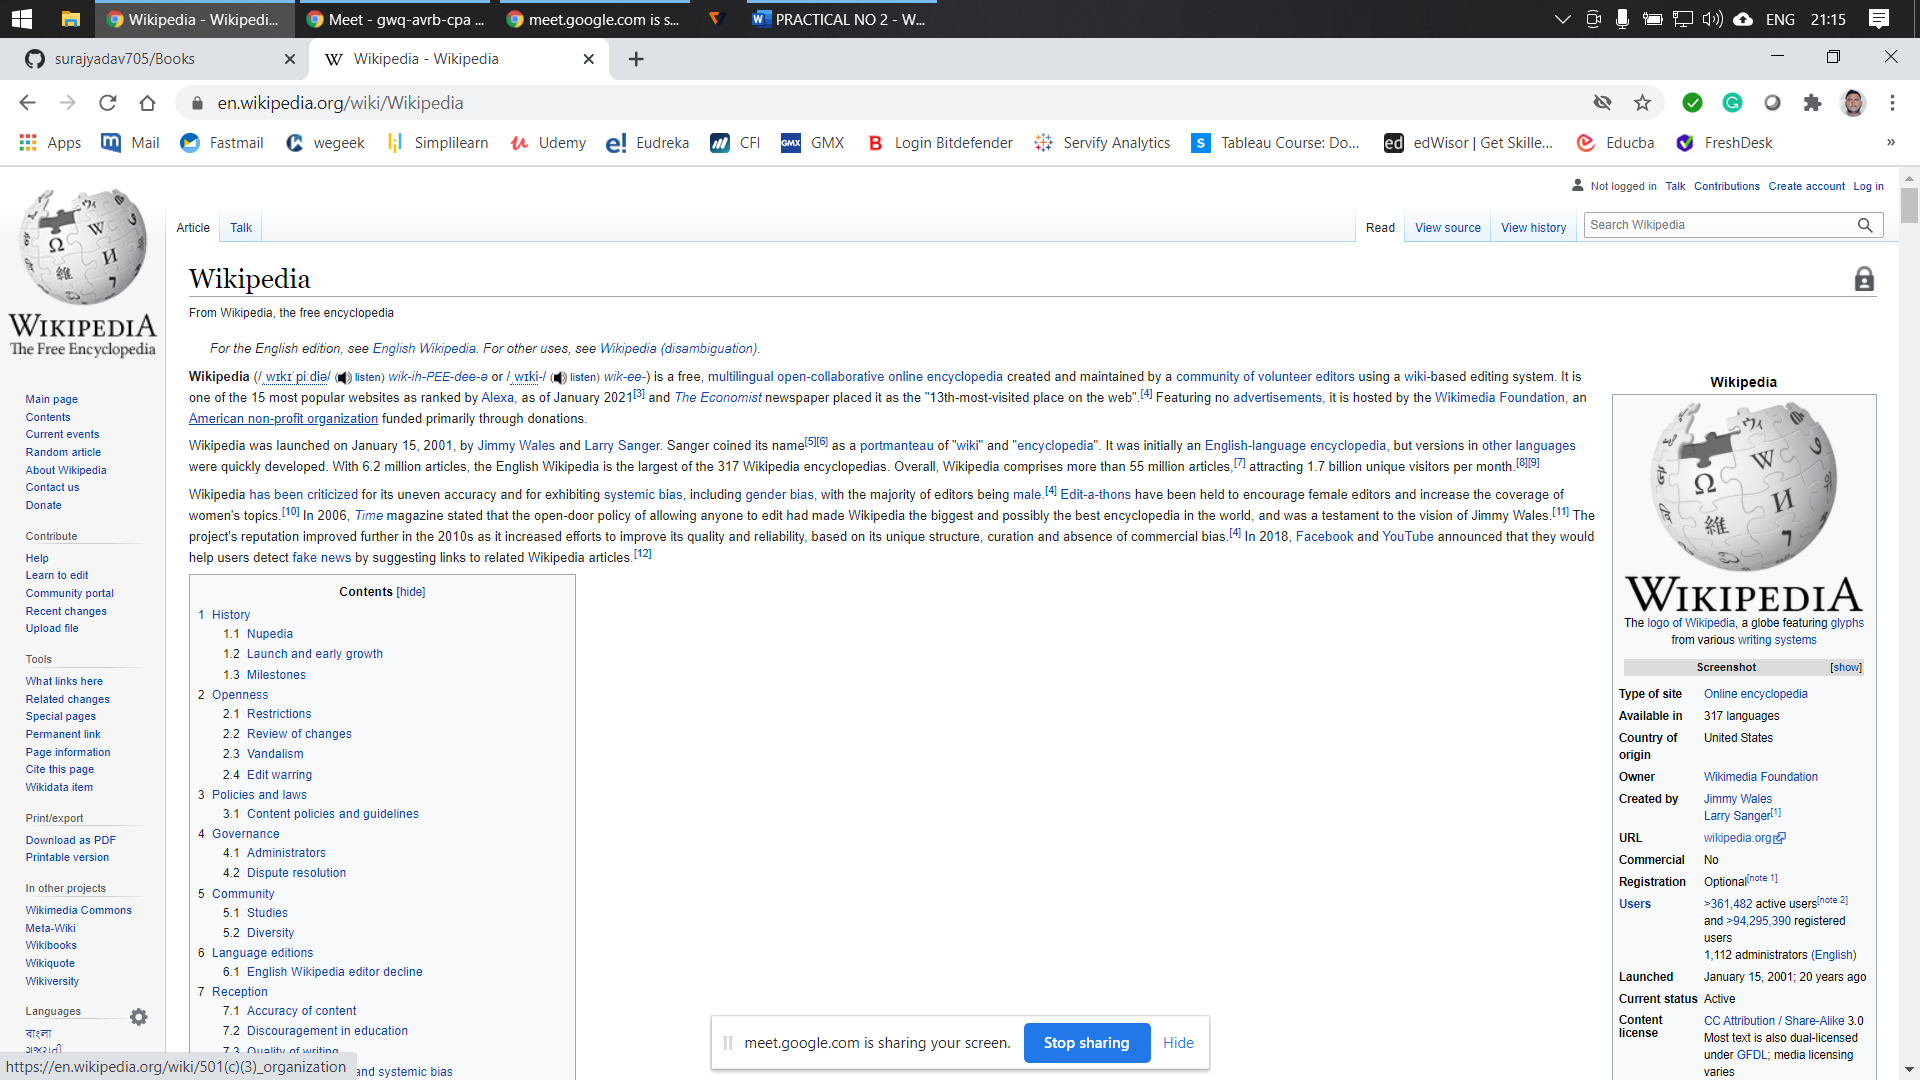 Wikipedia - Wikipedi...
Meet - gwq-avrb-cpa ...
meet.google.com is s...
PRACTICAL NO 2 - W...
ENG
21:15
surajyadav705/Books
Wikipedia - Wikipedia
en.wikipedia.org/wiki/Wikipedia
Apps
Mail
Fastmail
wegeek
Simplilearn
Udemy
Eudreka
CFI
GMX
Login Bitdefender
Servify Analytics
Tableau Course: Do...
edWisor | Get Skille...
Educba
FreshDesk
»
Not logged in Talk Contributions Create account Log in
Article Talk
Read View source View history
Search Wikipedia
WIKIPEDIA
The Free Encyclopedia
Main page
Contents
Current events
Random article
About Wikipedia
Contact us
Donate
Contribute
Help
Learn to edit
Community portal
Recent changes
Upload file
Tools
What links here
Related changes
Special pages
Permanent link
Page information
Cite this page
Wikidata item
Print/export
Download as PDF
Printable version
In other projects
Wikimedia Commons
Meta-Wiki
Wikibooks
Wikiquote
Wikiversity
Languages
বাংলা
https://en.wikipedia.org/wiki/501(c)(3)_organization
Wikipedia
From Wikipedia, the free encyclopedia
For the English edition, see English Wikipedia. For other uses, see Wikipedia (disambiguation).
Wikipedia (/ˌwɪkɪˈpiːdiə/ (listen) wik-ih-PEE-dee-ə or /ˌwɪki-/ (listen) wik-ee-) is a free, multilingual open-collaborative online encyclopedia created and maintained by a community of volunteer editors using a wiki-based editing system. It is
one of the 15 most popular websites as ranked by Alexa, as of January 2021[3] and The Economist newspaper placed it as the "13th-most-visited place on the web".[4] Featuring no advertisements, it is hosted by the Wikimedia Foundation, an
American non-profit organization funded primarily through donations.
Wikipedia was launched on January 15, 2001, by Jimmy Wales and Larry Sanger. Sanger coined its name[5][6] as a portmanteau of "wiki" and "encyclopedia". It was initially an English-language encyclopedia, but versions in other languages
were quickly developed. With 6.2 million articles, the English Wikipedia is the largest of the 317 Wikipedia encyclopedias. Overall, Wikipedia comprises more than 55 million articles,[7] attracting 1.7 billion unique visitors per month.[8][9]
Wikipedia has been criticized for its uneven accuracy and for exhibiting systemic bias, including gender bias, with the majority of editors being male.[4] Edit-a-thons have been held to encourage female editors and increase the coverage of
women's topics.[10] In 2006, Time magazine stated that the open-door policy of allowing anyone to edit had made Wikipedia the biggest and possibly the best encyclopedia in the world, and was a testament to the vision of Jimmy Wales.[11] The
project's reputation improved further in the 2010s as it increased efforts to improve its quality and reliability, based on its unique structure, curation and absence of commercial bias.[4] In 2018, Facebook and YouTube announced that they would
help users detect fake news by suggesting links to related Wikipedia articles.[12]
Contents [hide]
1 History
1.1 Nupedia
1.2 Launch and early growth
1.3 Milestones
2 Openness
2.1 Restrictions
2.2 Review of changes
2.3 Vandalism
2.4 Edit warring
3 Policies and laws
3.1 Content policies and guidelines
4 Governance
4.1 Administrators
4.2 Dispute resolution
5 Community
5.1 Studies
5.2 Diversity
6 Language editions
6.1 English Wikipedia editor decline
7 Reception
7.1 Accuracy of content
7.2 Discouragement in education
7.3 Quality of writing
and systemic bias
Wikipedia
WIKIPEDIA
The logo of Wikipedia, a globe featuring glyphs
from various writing systems
Screenshot [show]
Type of site Online encyclopedia
Available in 317 languages
Country of United States
origin
Owner Wikimedia Foundation
Created by Jimmy Wales
Larry Sanger[1]
URL wikipedia.org
Commercial No
Registration Optional[note 1]
Users >361,482 active users[note 2]
and >94,295,390 registered
users
1,112 administrators (English)
Launched January 15, 2001; 20 years ago
Current status Active
Content CC Attribution / Share-Alike 3.0
license Most text is also dual-licensed
under GFDL; media licensing
varies
meet.google.com is sharing your screen. Stop sharing Hide